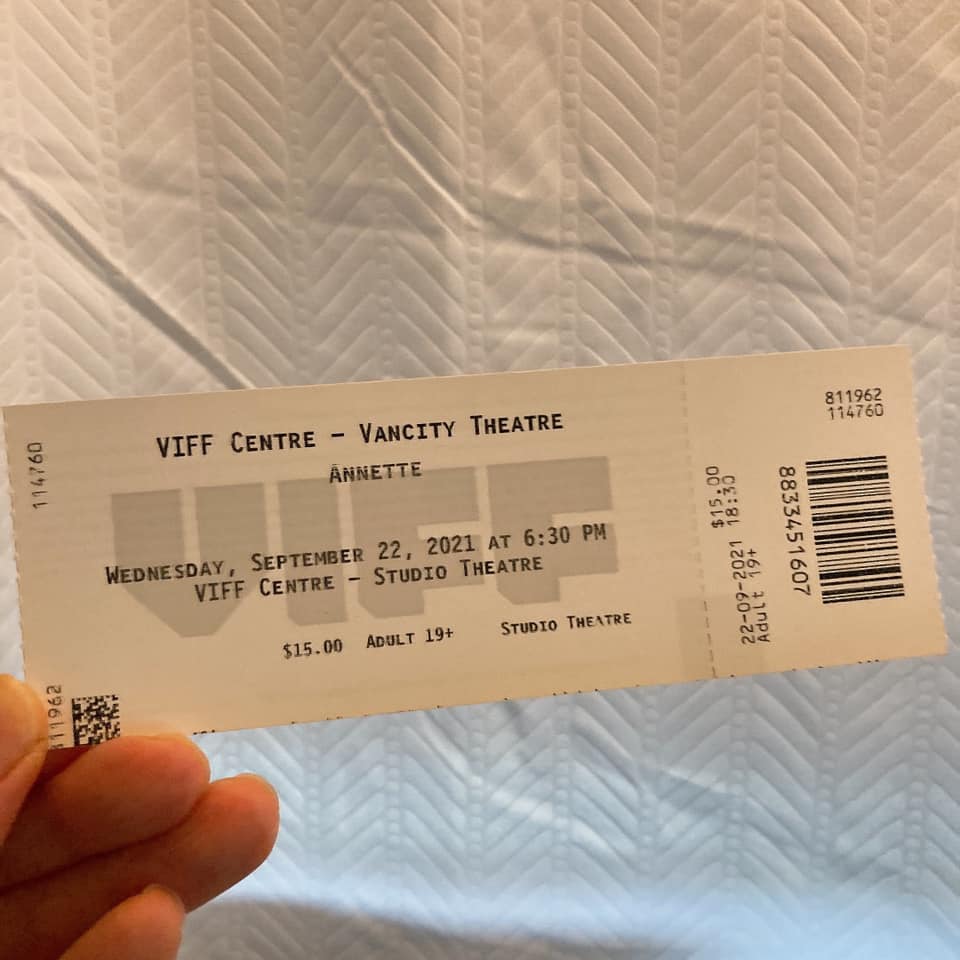 114760
VIFF CENTRE - VANCITY THEATRE
ANNETTE
VIFF
WEDNESDAY, SEPTEMBER 22, 2021 AT 6:30 PM
VIFF CENTRE - STUDIO THEATRE
$15.00 ADULT 19+ STUDIO THEATRE
811962
$15.00
22-09-2021 18:30
Adult 19+
883451607
811962
114760